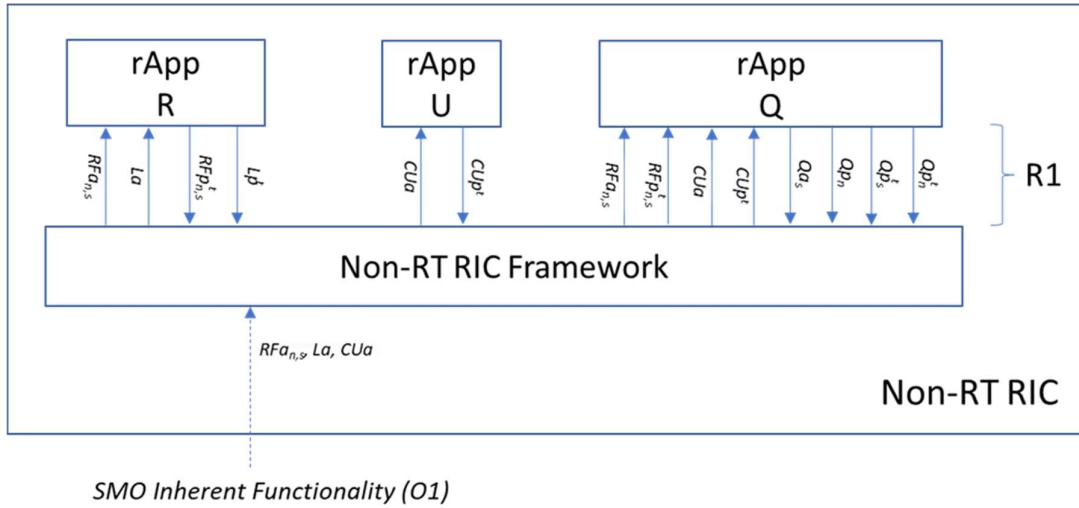 rApp
R
rApp
U
rApp
Q
RFaₙ,ₛ
La
RFpₙ,ₛᵗ
Lpᵗ
CUa
CUpᵗ
RFaₙ,ₛ
RFpₙ,ₛᵗ
CUa
CUpᵗ
Qaₛ
Qpₙ
Qpₛᵗ
Qpₙᵗ
R1
Non-RT RIC Framework
RFaₙ,ₛ, La, CUa
Non-RT RIC
SMO Inherent Functionality (O1)